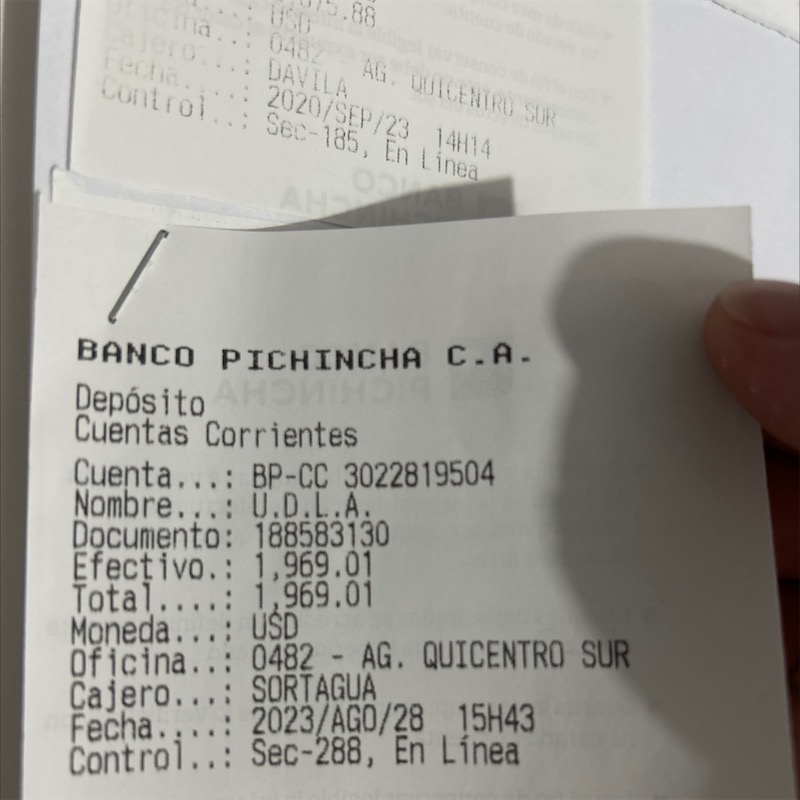 075.88
USD
Oficina..: 0482 - AG. QUICENTRO SUR
Cajero...: DAVILA
Fecha....: 2020/SEP/23 14H14
Control..: Sec-185, En Línea
BANCO PICHINCHA C.A.
Depósito
Cuentas Corrientes
Cuenta...: BP-CC 3022819504
Nombre...: U.D.L.A.
Documento: 188583130
Efectivo.: 1,969.01
Total....: 1,969.01
Moneda...: USD
Oficina..: 0482 - AG. QUICENTRO SUR
Cajero...: SORTAGUA
Fecha....: 2023/AGO/28 15H43
Control..: Sec-288, En Línea